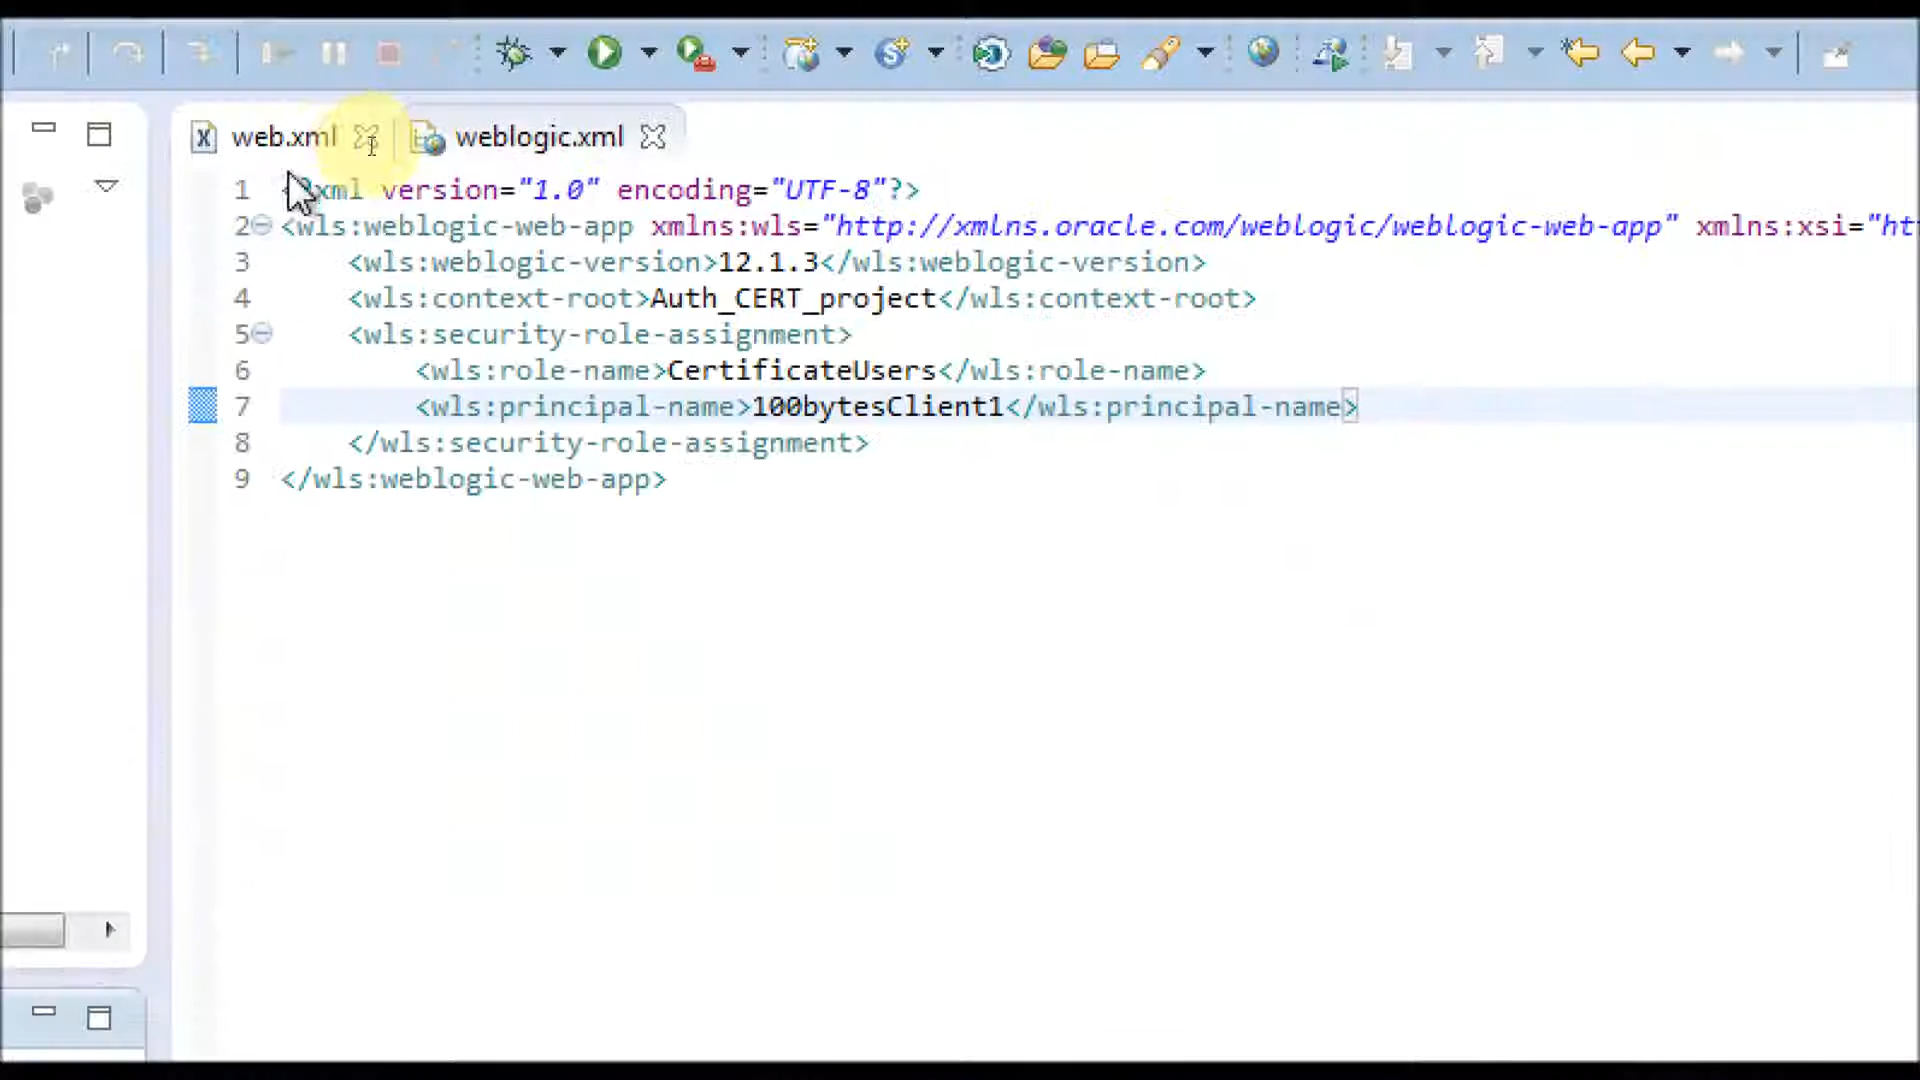 web.xml weblogic.xml
1 <?xml version="1.0" encoding="UTF-8"?>
2 <wls:weblogic-web-app xmlns:wls="http://xmlns.oracle.com/weblogic/weblogic-web-app" xmlns:xsi="ht
3 <wls:weblogic-version>12.1.3</wls:weblogic-version>
4 <wls:context-root>Auth_CERT_project</wls:context-root>
5 <wls:security-role-assignment>
6 <wls:role-name>CertificateUsers</wls:role-name>
7 <wls:principal-name>100bytesClient1</wls:principal-name>
8 </wls:security-role-assignment>
9 </wls:weblogic-web-app>